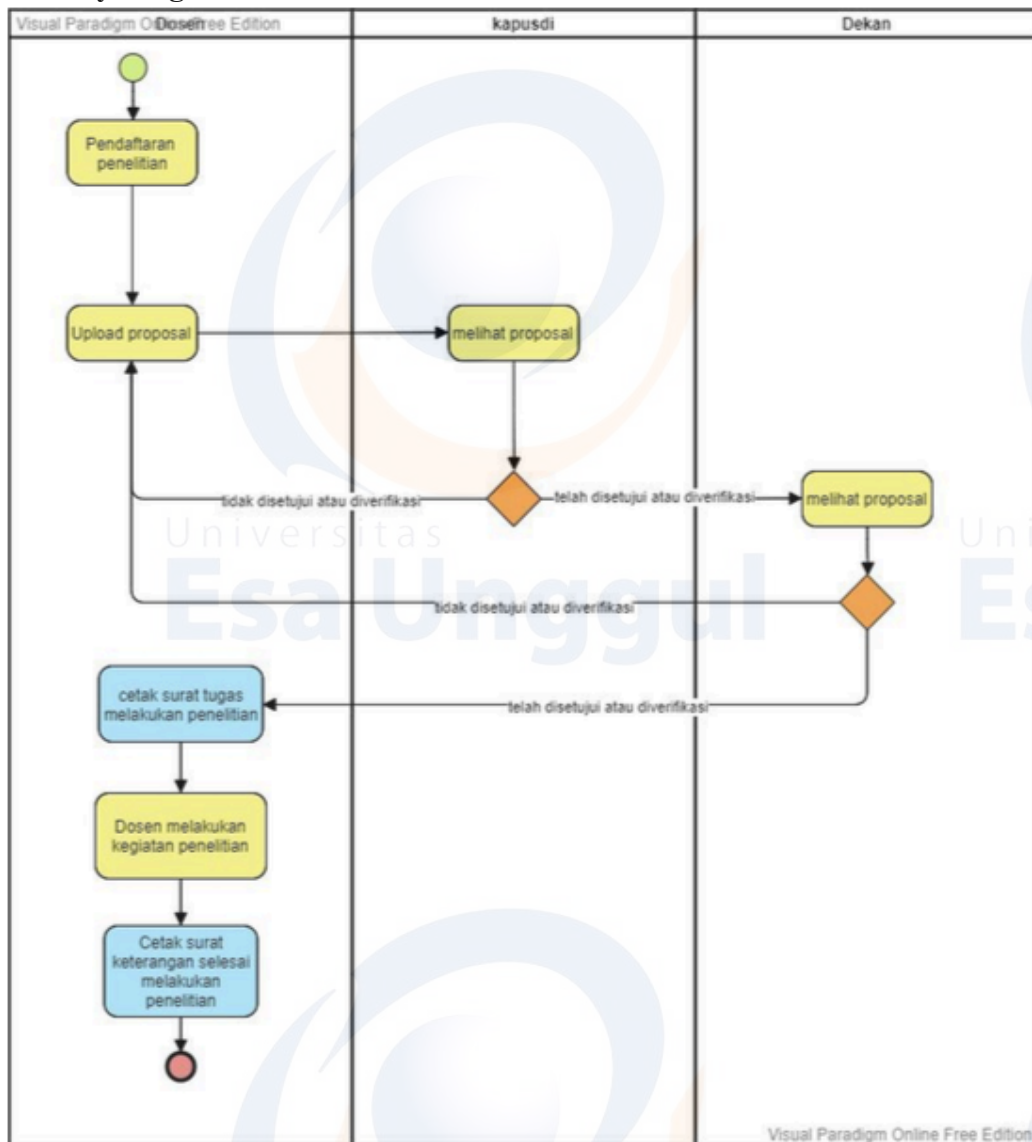 Visual Paradigm Online Free Edition
Dosen
kapusdi
Dekan
Pendaftaran
penelitian
Upload proposal
melihat proposal
tidak disetujui atau diverifikasi
telah disetujui atau diverifikasi
melihat proposal
Universitas
Esa Unggul
Uni
Es
tidak disetujui atau diverifikasi
cetak surat tugas
melakukan penelitian
telah disetujui atau diverifikasi
Dosen melakukan
kegiatan penelitian
Cetak surat
keterangan selesai
melakukan
penelitian
Visual Paradigm Online Free Edition